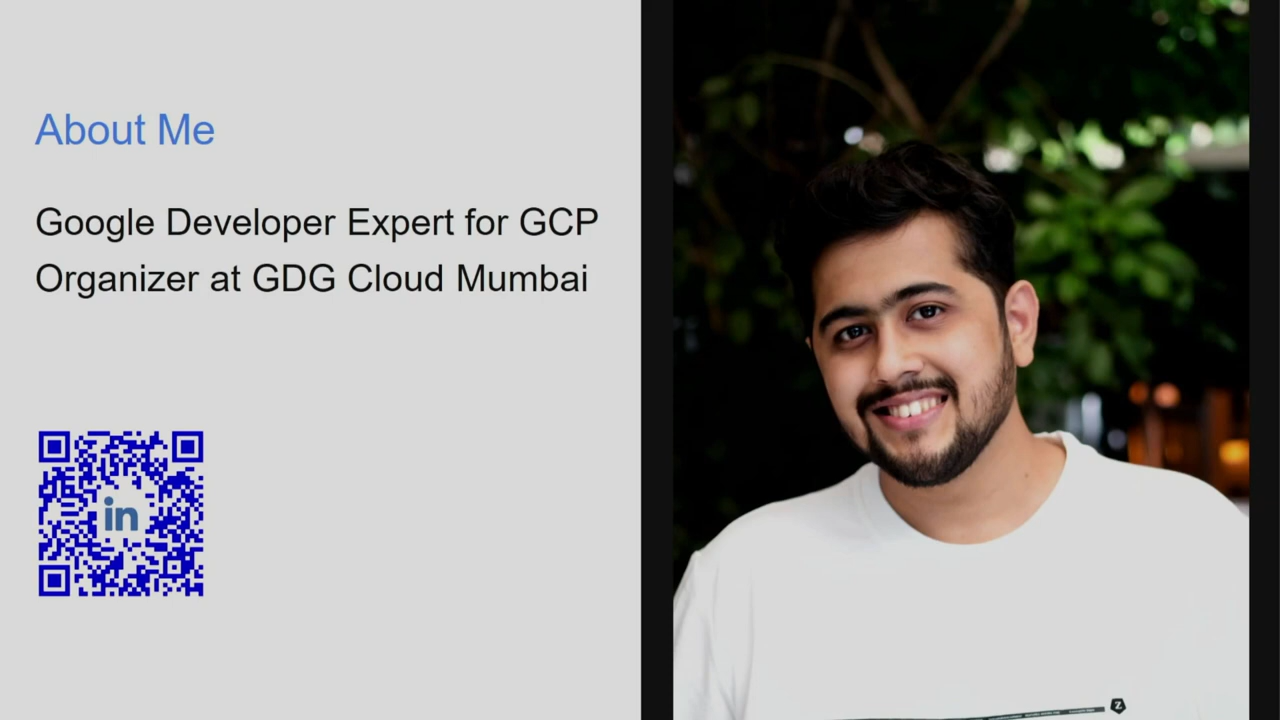 About Me
Google Developer Expert for GCP
Organizer at GDG Cloud Mumbai
in
Z